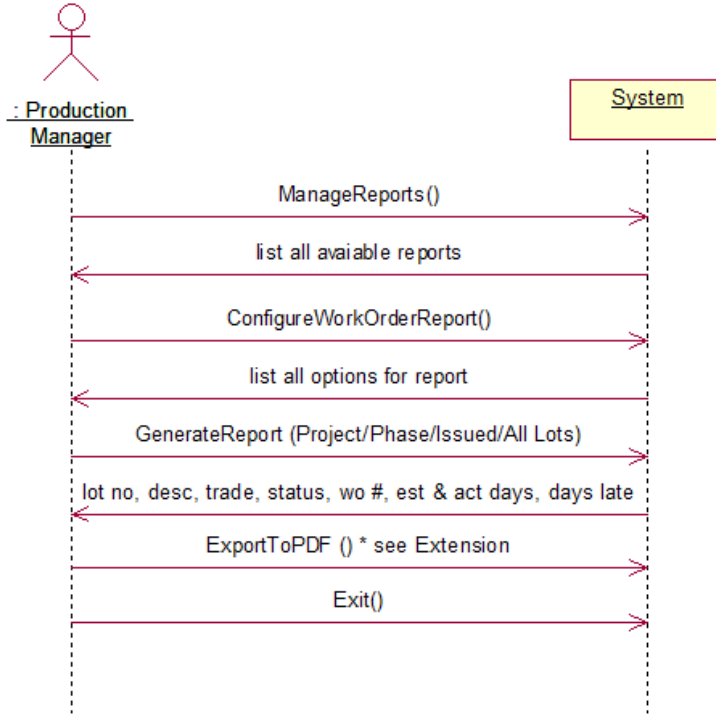 : Production
Manager
System
ManageReports()
list all avaiable reports
ConfigureWorkOrderReport()
list all options for report
GenerateReport (Project/Phase/Issued/All Lots)
lot no, desc, trade, status, wo #, est & act days, days late
ExportToPDF () * see Extension
Exit()